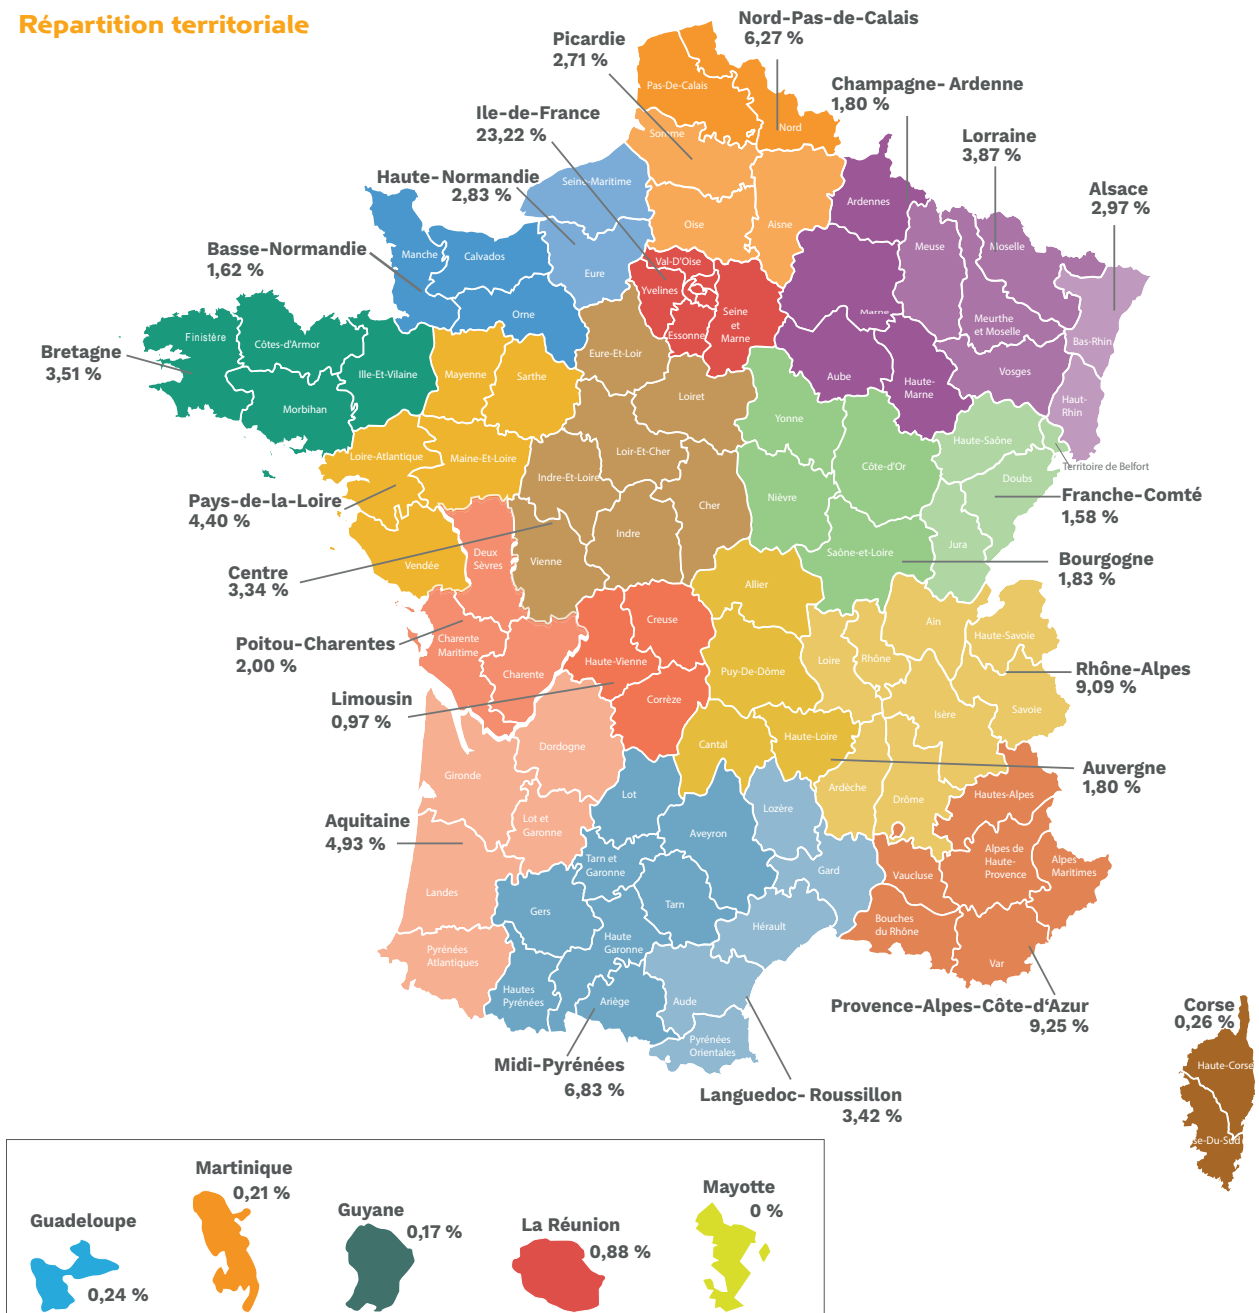 Répartition territoriale
Nord-Pas-de-Calais
6,27 %
Picardie
2,71 %
Champagne- Ardenne
1,80 %
Ile-de-France
23,22 %
Lorraine
3,87 %
Haute-Normandie
2,83 %
Alsace
2,97 %
Basse-Normandie
1,62 %
Bretagne
3,51 %
Pays-de-la-Loire
4,40 %
Franche-Comté
1,58 %
Centre
3,34 %
Bourgogne
1,83 %
Poitou-Charentes
2,00 %
Rhône-Alpes
9,09 %
Limousin
0,97 %
Auvergne
1,80 %
Aquitaine
4,93 %
Provence-Alpes-Côte-d‘Azur
9,25 %
Corse
0,26 %
Midi-Pyrénées
6,83 %
Languedoc- Roussillon
3,42 %
Pas-De-Calais
Nord
Somme
Oise
Aisne
Seine-Maritime
Eure
Manche
Calvados
Orne
Val-D'Oise
Yvelines
Essonne
Seine
et
Marne
Ardennes
Marne
Aube
Haute-
Marne
Meuse
Moselle
Meurthe
et Moselle
Vosges
Bas-Rhin
Haut-
Rhin
Finistère
Côtes-d'Armor
Ille-Et-Vilaine
Morbihan
Mayenne
Sarthe
Loire-Atlantique
Maine-Et-Loire
Vendée
Eure-Et-Loir
Loiret
Loir-Et-Cher
Indre-Et-Loire
Cher
Indre
Vienne
Yonne
Côte-d'Or
Nièvre
Saône-et-Loire
Haute-Saône
Territoire de Belfort
Doubs
Jura
Deux
Sèvres
Charente
Maritime
Charente
Creuse
Haute-Vienne
Corrèze
Allier
Puy-De-Dôme
Cantal
Haute-Loire
Ain
Haute-Savoie
Loire
Rhône
Isère
Savoie
Ardèche
Drôme
Dordogne
Gironde
Lot et
Garonne
Landes
Pyrénées
Atlantiques
Lot
Aveyron
Tarn et
Garonne
Tarn
Gers
Haute
Garonne
Hautes
Pyrénées
Ariège
Lozère
Gard
Hérault
Aude
Pyrénées
Orientales
Hautes-Alpes
Alpes de
Haute-
Provence
Alpes
Maritimes
Vaucluse
Bouches
du Rhône
Var
Haute-Corse
se-Du-Sud
Guadeloupe
0,24 %
Martinique
0,21 %
Guyane
0,17 %
La Réunion
0,88 %
Mayotte
0 %